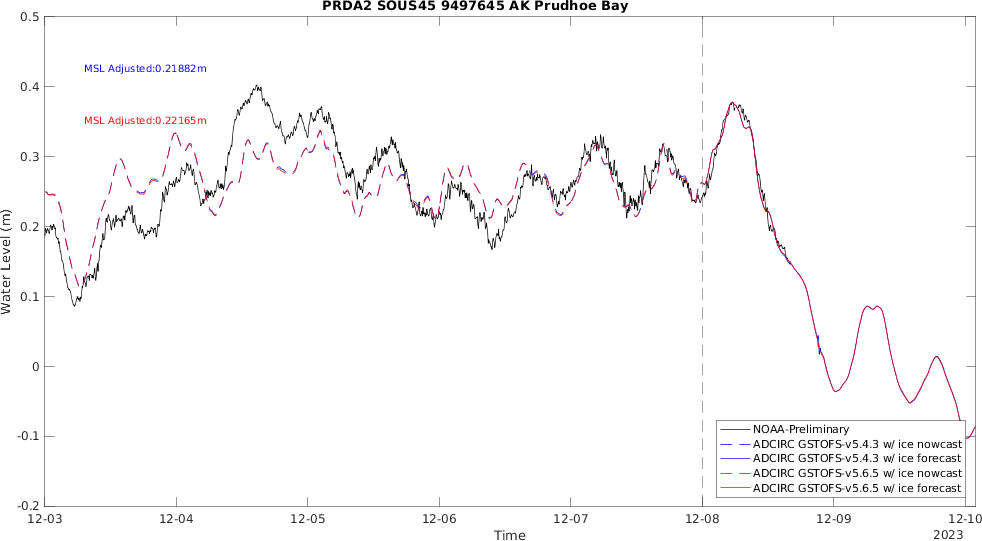 PRDA2 SOUS45 9497645 AK Prudhoe Bay
0.5
MSL Adjusted:0.21882m
0.4
MSL Adjusted:0.22165m
0.3
0.2
Water Level (m)
0.1
0
-0.1
NOAA-Preliminary
ADCIRC GSTOFS-v5.4.3 w/ ice nowcast
ADCIRC GSTOFS-v5.4.3 w/ ice forecast
ADCIRC GSTOFS-v5.6.5 w/ ice nowcast
ADCIRC GSTOFS-v5.6.5 w/ ice forecast
-0.2
12-03 12-04 12-05 12-06 12-07 12-08 12-09 12-10
Time
2023